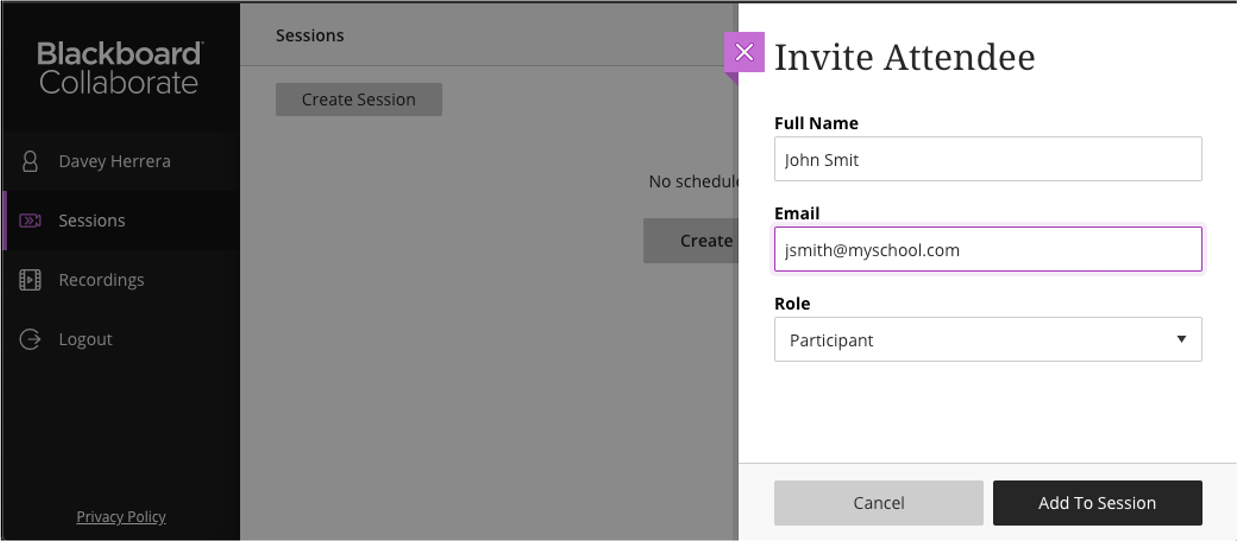 Blackboard
Collaborate
Davey Herrera
Sessions
Recordings
Logout
Privacy Policy
Sessions
Create Session
No schedule
Create
Invite Attendee
Full Name
John Smit
Email
jsmith@myschool.com
Role
Participant
Cancel
Add To Session